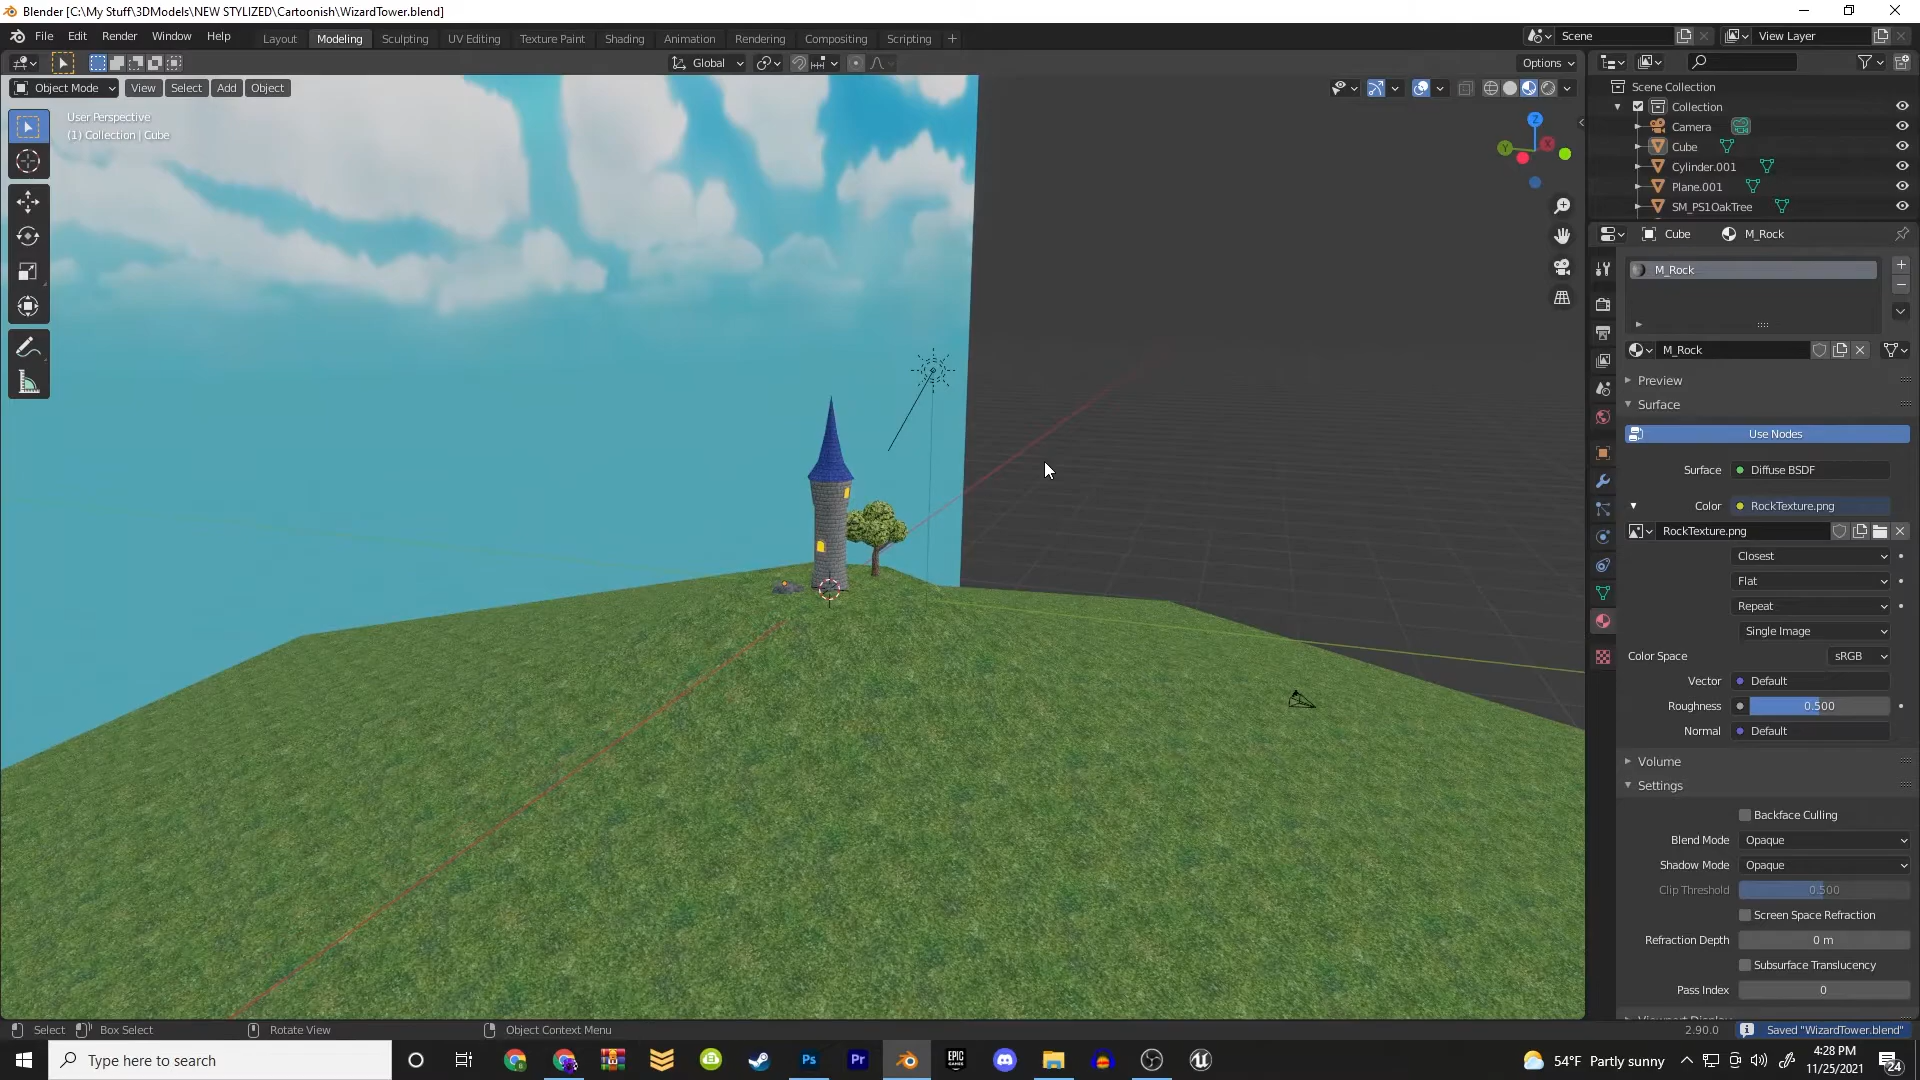 Blender [C:\My Stuff\3DModels\NEW STYLIZED\Cartoonish\WizardTower.blend]
File Edit Render Window Help
Layout Modeling Sculpting UV Editing Texture Paint Shading Animation Rendering Compositing Scripting +
Scene
View Layer
Global
Options
Object Mode View Select Add Object
User Perspective
(1) Collection | Cube
Z
Y
X
Scene Collection
Collection
Camera
Cube
Cylinder.001
Plane.001
SM_PS1OakTree
Cube M_Rock
M_Rock
M_Rock
Preview
Surface
Use Nodes
Surface Diffuse BSDF
Color RockTexture.png
RockTexture.png
Closest
Flat
Repeat
Single Image
Color Space sRGB
Vector Default
Roughness 0.500
Normal Default
Volume
Settings
Backface Culling
Blend Mode Opaque
Shadow Mode Opaque
Clip Threshold 0.500
Screen Space Refraction
Refraction Depth 0 m
Subsurface Translucency
Pass Index 0
Select Box Select Rotate View Object Context Menu
2.90.0 Saved "WizardTower.blend"
Type here to search
Ps
Pr
EPIC GAMES
54°F Partly sunny
4:28 PM
11/25/2021
24